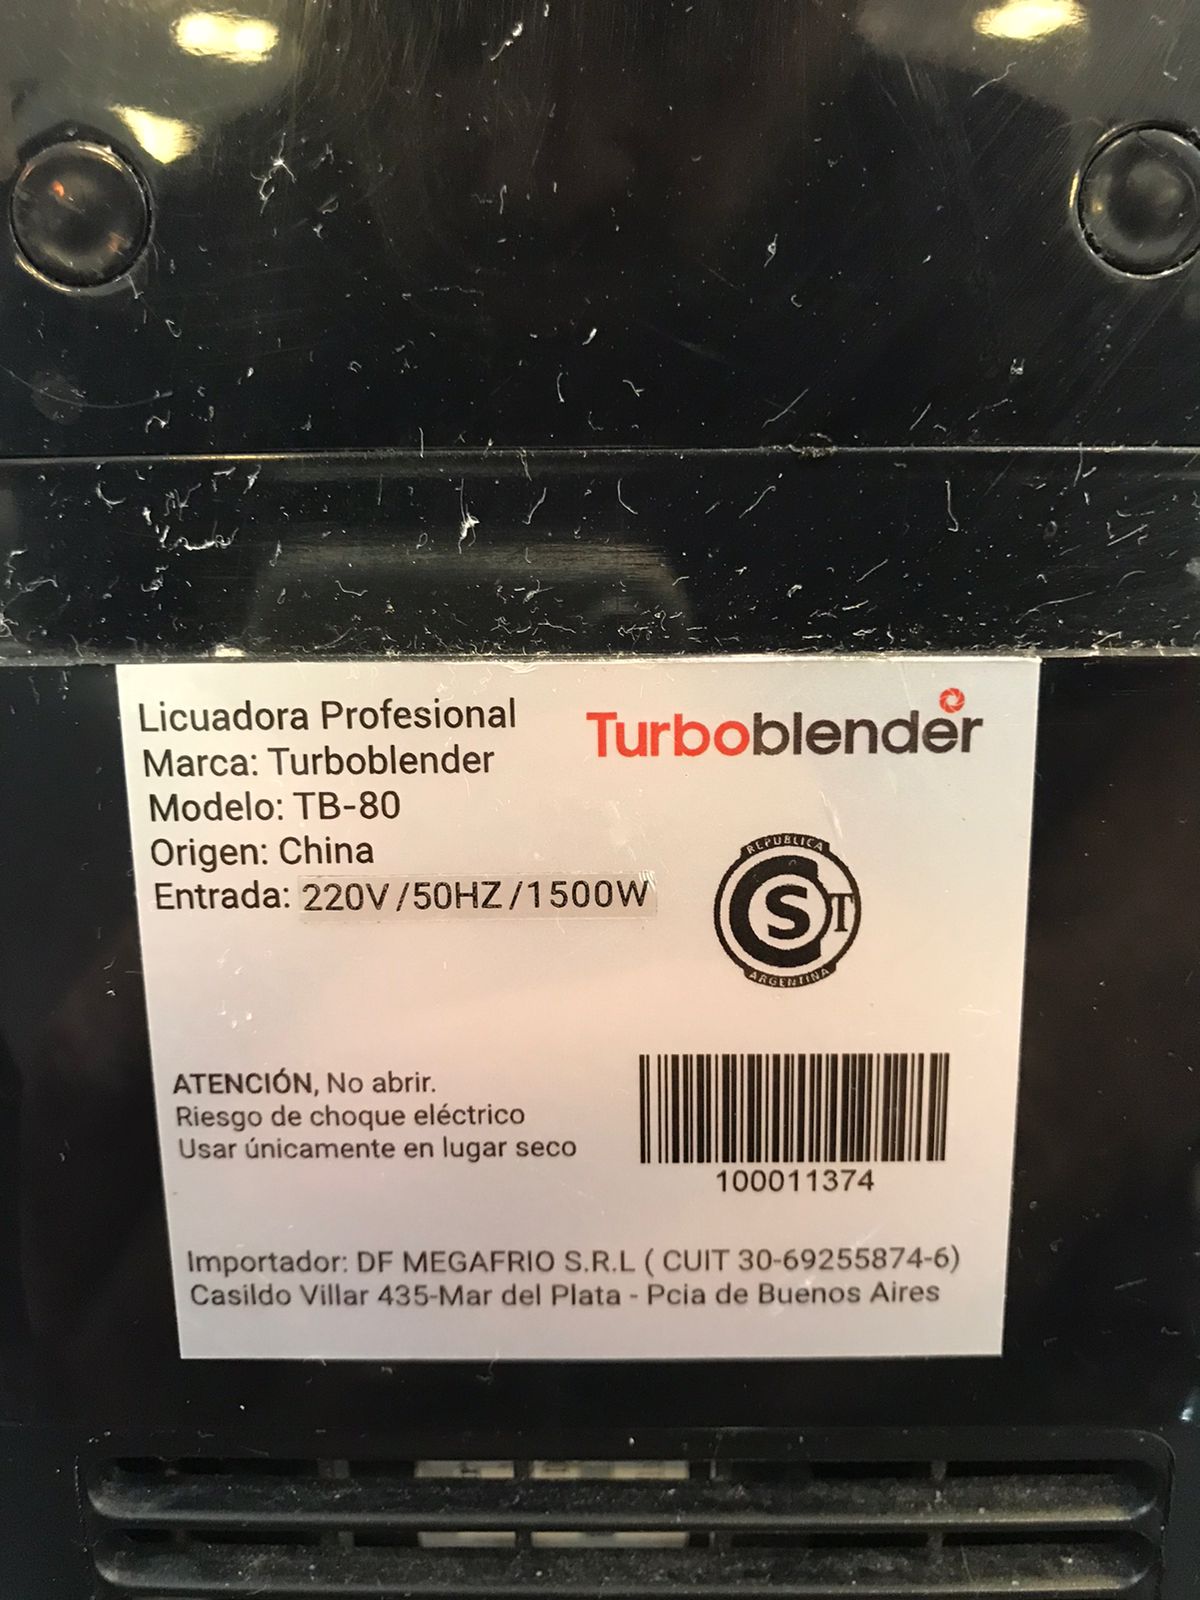 Licuadora Profesional
Turboblender
Marca: Turboblender
Modelo: TB-80
Origen: China
Entrada: 220V/50HZ/1500W
REPUBLICA
S T
ARGENTINA
ATENCIÓN, No abrir.
Riesgo de choque eléctrico
Usar únicamente en lugar seco
100011374
Importador: DF MEGAFRIO S.R.L ( CUIT 30-69255874-6)
Casildo Villar 435-Mar del Plata - Pcia de Buenos Aires